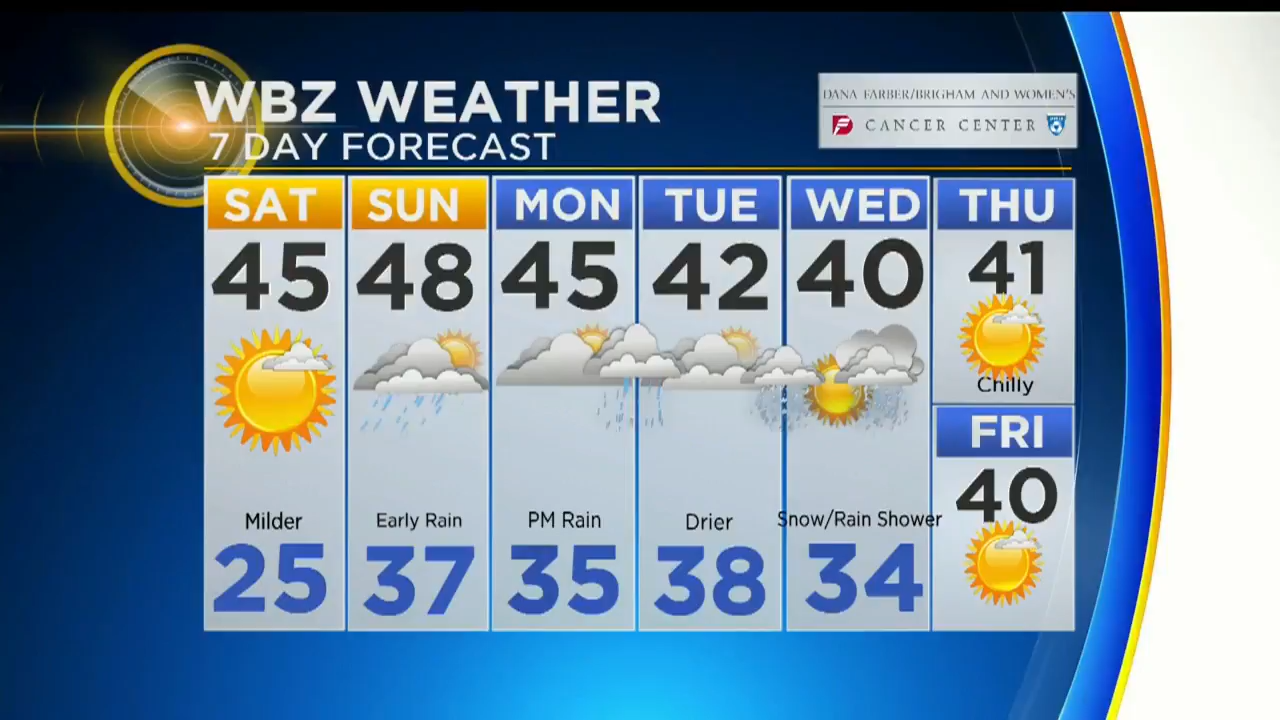 WBZ WEATHER
7 DAY FORECAST
DANA FARBER/BRIGHAM AND WOMEN'S
CANCER CENTER
SAT
45
Milder
25
SUN
48
Early Rain
37
MON
45
PM Rain
35
TUE
42
Drier
38
WED
40
Snow/Rain Shower
34
THU
41
Chilly
FRI
40